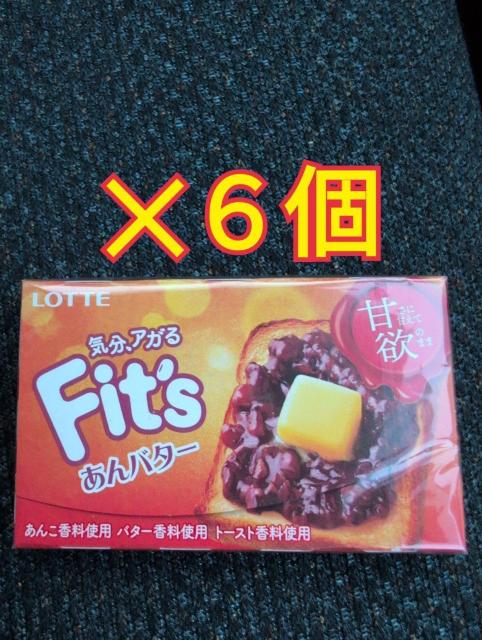 ×6個
LOTTE
気分、アガる
Fit's
あんバター
甘欲
のまま
あんこ香料使用 バター香料使用 トースト香料使用